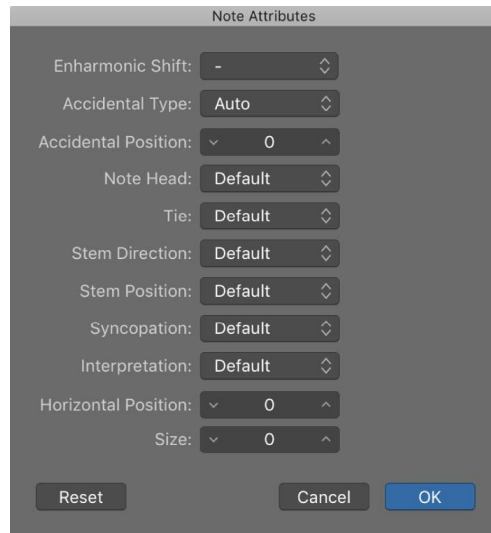 Note Attributes
Enharmonic Shift: -
Accidental Type: Auto
Accidental Position: 0
Note Head: Default
Tie: Default
Stem Direction: Default
Stem Position: Default
Syncopation: Default
Interpretation: Default
Horizontal Position: 0
Size: 0
Reset Cancel OK